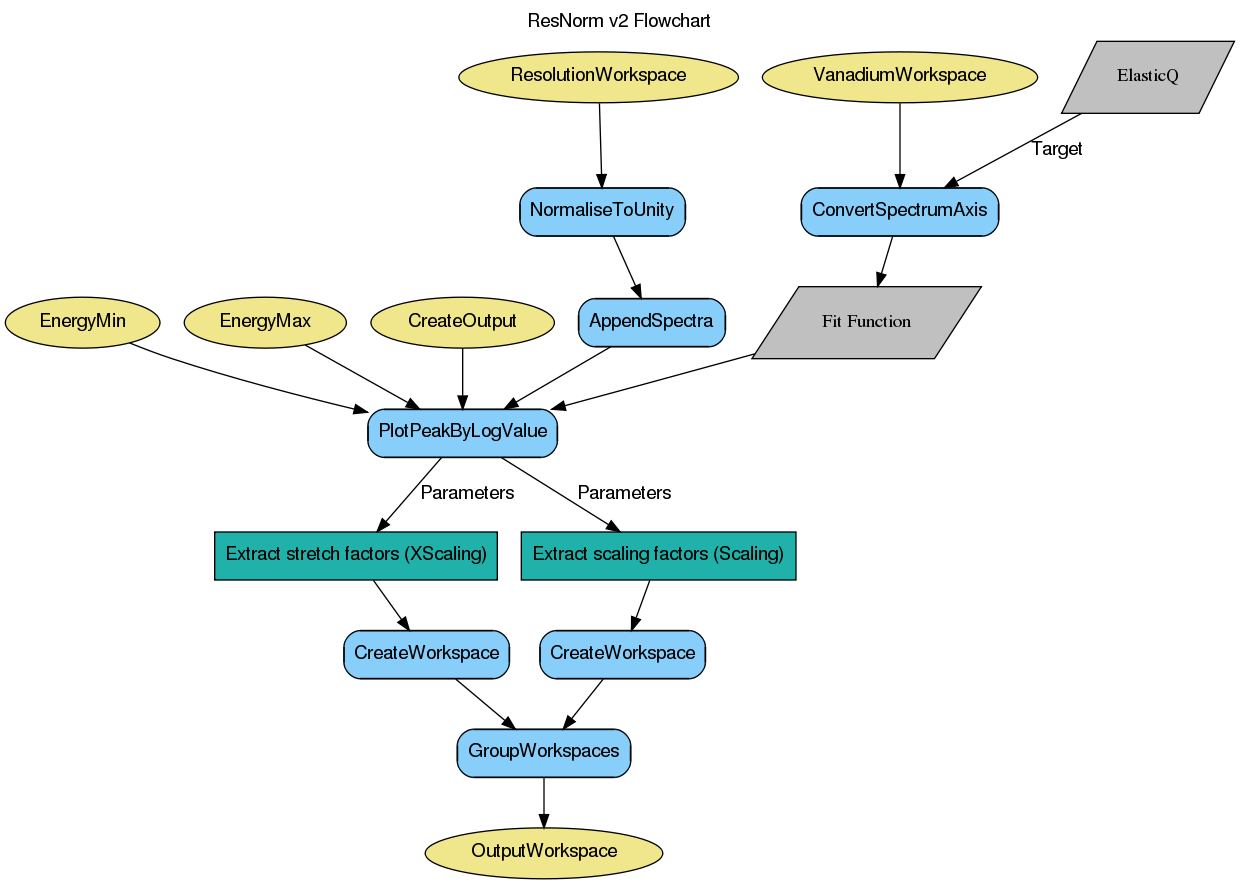 ResNorm v2 Flowchart
ResolutionWorkspace
VanadiumWorkspace
ElasticQ
Target
NormaliseToUnity
ConvertSpectrumAxis
EnergyMin
EnergyMax
CreateOutput
AppendSpectra
Fit Function
PlotPeakByLogValue
Parameters
Parameters
Extract stretch factors (XScaling)
Extract scaling factors (Scaling)
CreateWorkspace
CreateWorkspace
GroupWorkspaces
OutputWorkspace